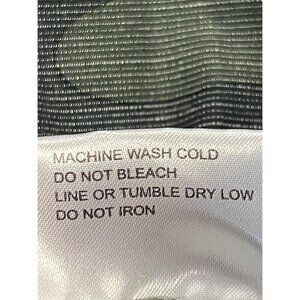 MACHINE WASH COLD
DO NOT BLEACH
LINE OR TUMBLE DRY LOW
DO NOT IRON